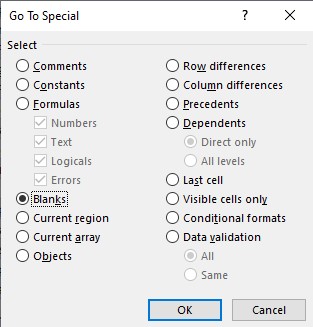 Go To Special
?
×
Select
Comments
Constants
Formulas
Numbers
Text
Logicals
Errors
Blanks
Current region
Current array
Objects
Row differences
Column differences
Precedents
Dependents
Direct only
All levels
Last cell
Visible cells only
Conditional formats
Data validation
All
Same
OK
Cancel